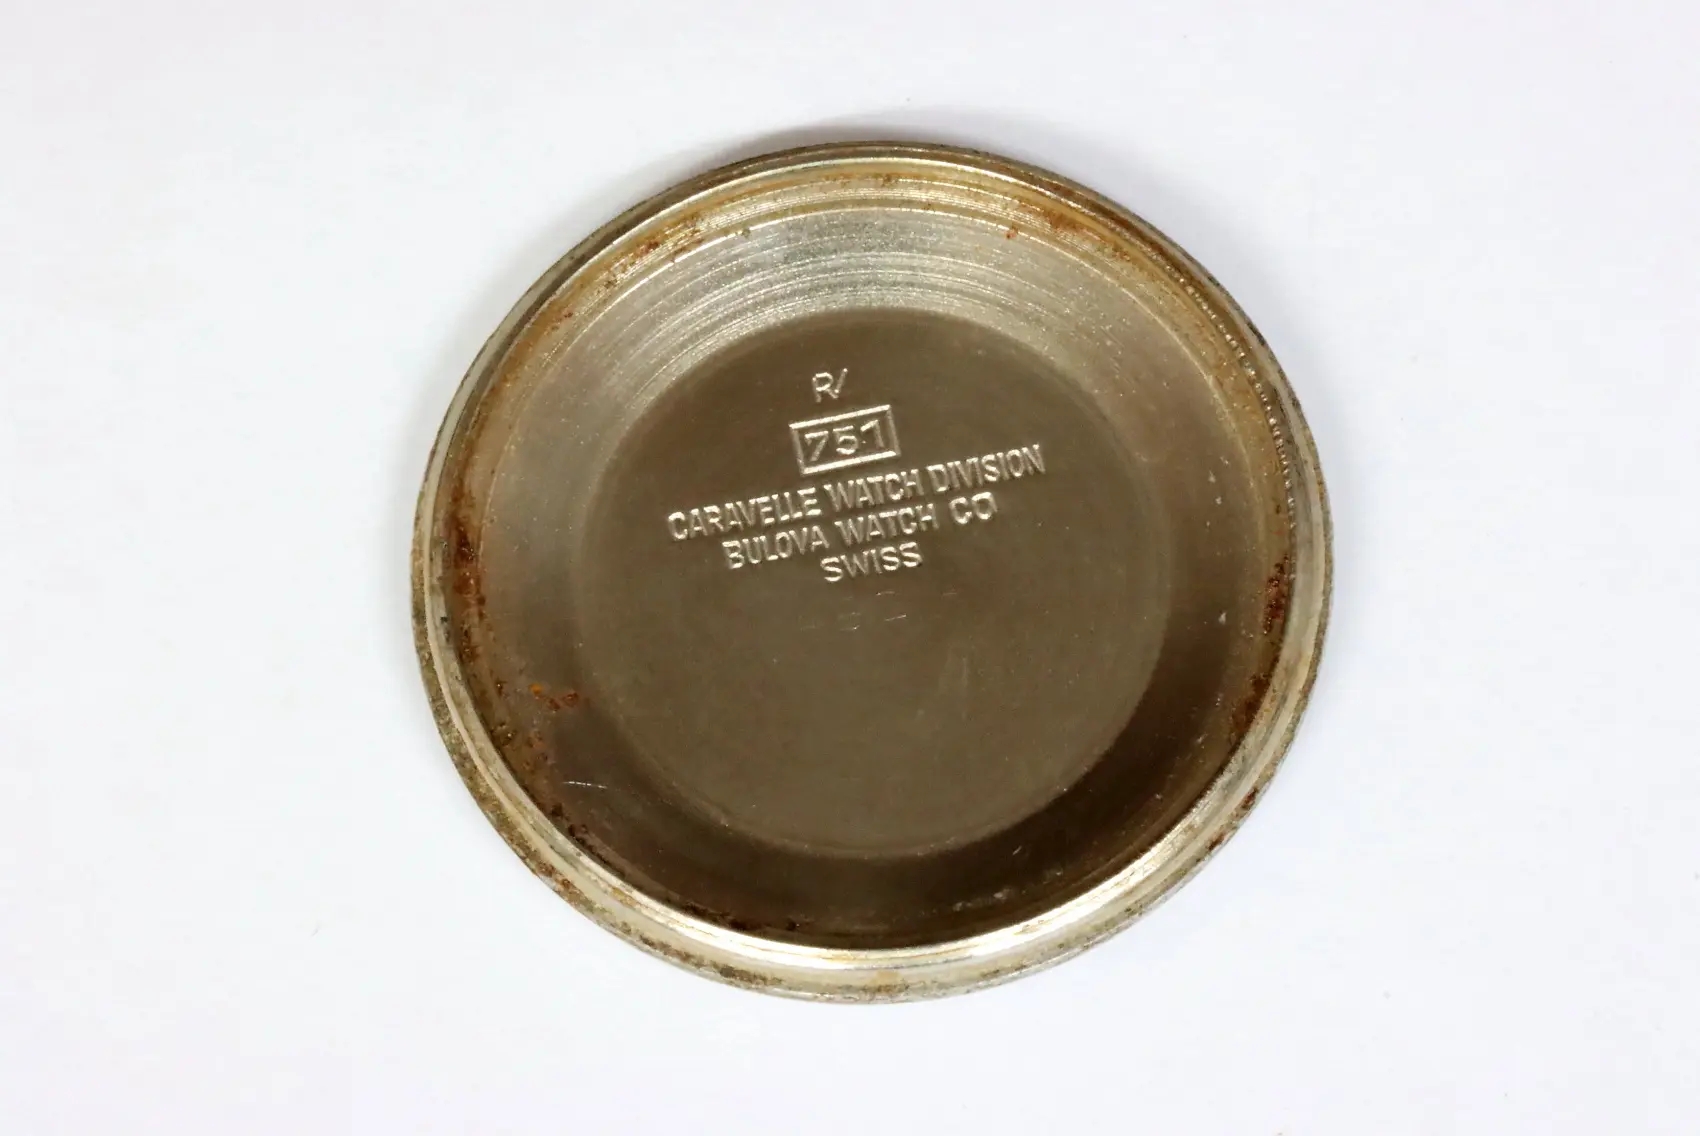 R/
751
CARAVELLE WATCH DIVISION
BULOVA WATCH CO
SWISS